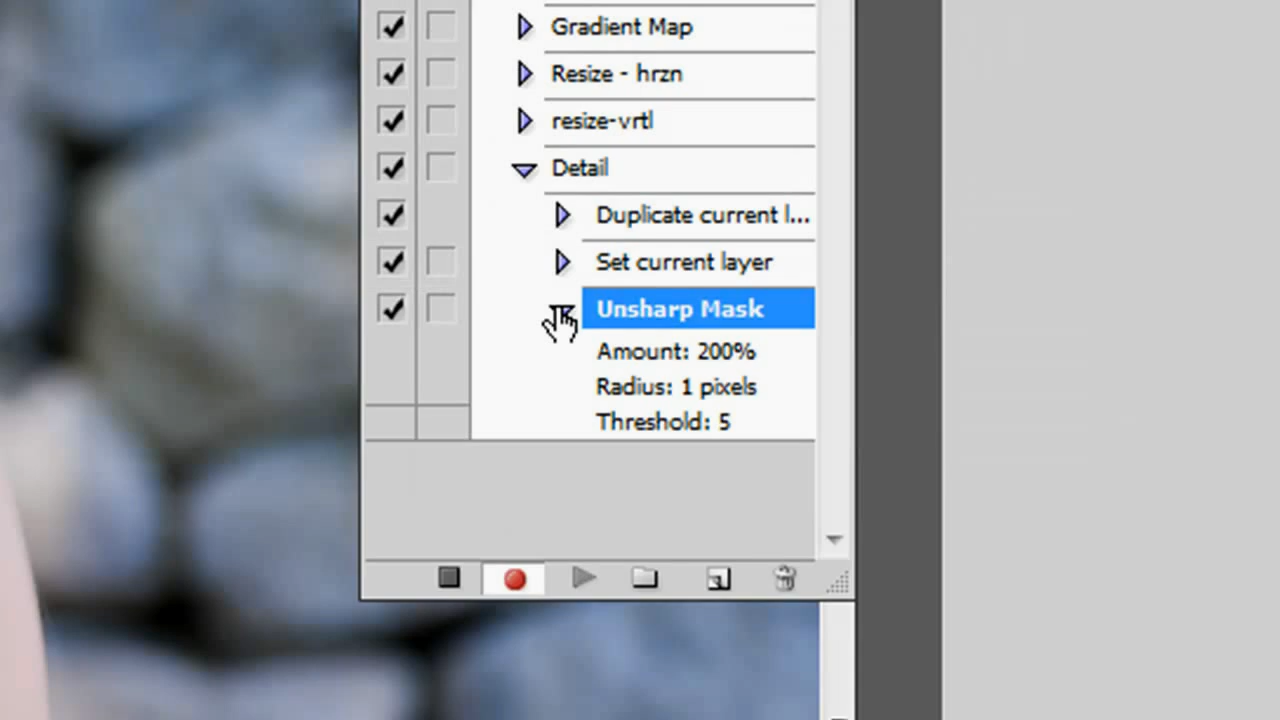 Gradient Map
Resize - hrzn
resize-vrtl
Detail
Duplicate current l...
Set current layer
Unsharp Mask
Amount: 200%
Radius: 1 pixels
Threshold: 5